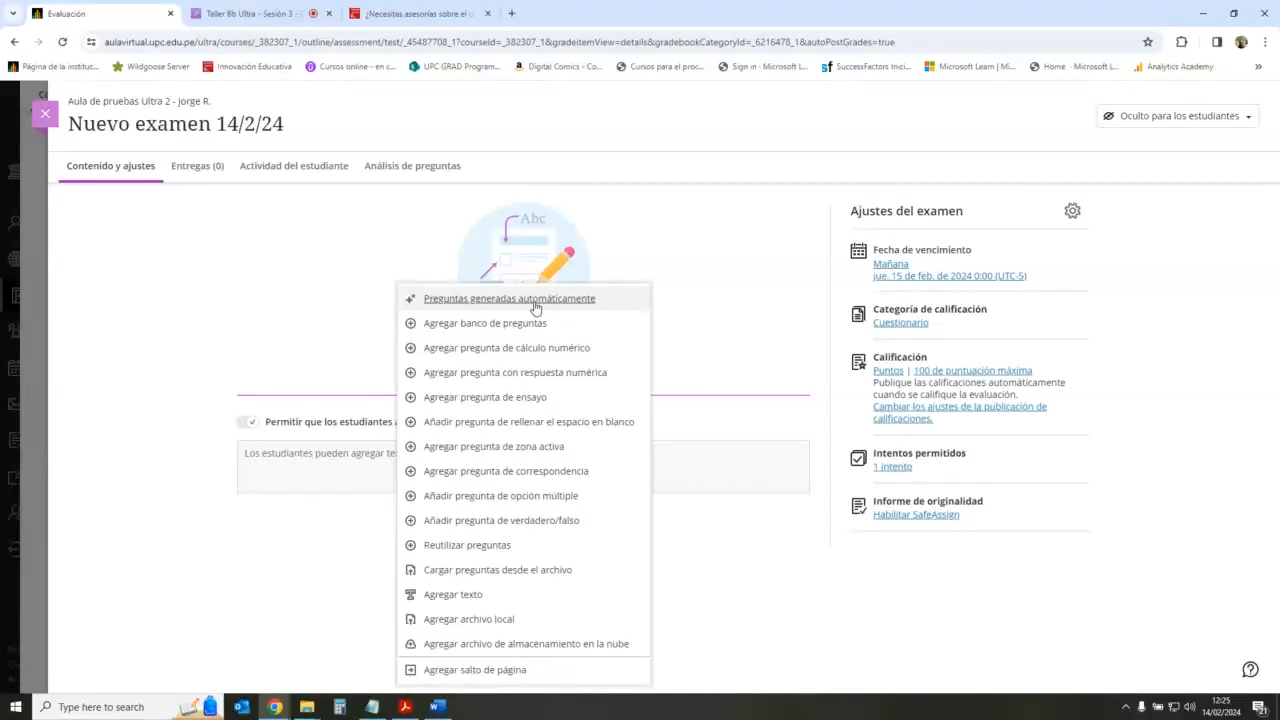 Evaluación
Taller Bb Ultra - Sesión 3 -
¿Necesitas asesorías sobre el u
aulavirtual.upc.edu.pe/ultra/courses/_382307_1/outline/assessment/test/_45487708_1?courseId=_382307_1&gradeitemView=details&gradebookCategoryId=_6216478_1&autoPostGrades=true
Página de la instituc...
Wildgoose Server
Innovación Educativa
Cursos online - en c...
UPC GRAD Program...
Digital Comics - Co...
Cursos para el proc...
Sign in - Microsoft L...
SuccessFactors Inici...
Microsoft Learn | Mi...
Home - Microsoft L...
Analytics Academy
Aula de pruebas Ultra 2 - Jorge R.
Nuevo examen 14/2/24
Oculto para los estudiantes
Contenido y ajustes
Entregas (0)
Actividad del estudiante
Análisis de preguntas
Abc
Preguntas generadas automáticamente
Agregar banco de preguntas
Agregar pregunta de cálculo numérico
Agregar pregunta con respuesta numérica
Agregar pregunta de ensayo
Añadir pregunta de rellenar el espacio en blanco
Agregar pregunta de zona activa
Agregar pregunta de correspondencia
Añadir pregunta de opción múltiple
Añadir pregunta de verdadero/falso
Reutilizar preguntas
Cargar preguntas desde el archivo
Agregar texto
Agregar archivo local
Agregar archivo de almacenamiento en la nube
Agregar salto de página
Permitir que los estudiantes
Los estudiantes pueden agregar
Ajustes del examen
Fecha de vencimiento
Mañana
jue. 15 de feb. de 2024 0:00 (UTC-5)
Categoría de calificación
Cuestionario
Calificación
Puntos | 100 de puntuación máxima
Publique las calificaciones automáticamente
cuando se califique la evaluación.
Cambiar los ajustes de la publicación de
calificaciones.
Intentos permitidos
1 intento
Informe de originalidad
Habilitar SafeAssign
Type here to search
12:25
14/02/2024
21